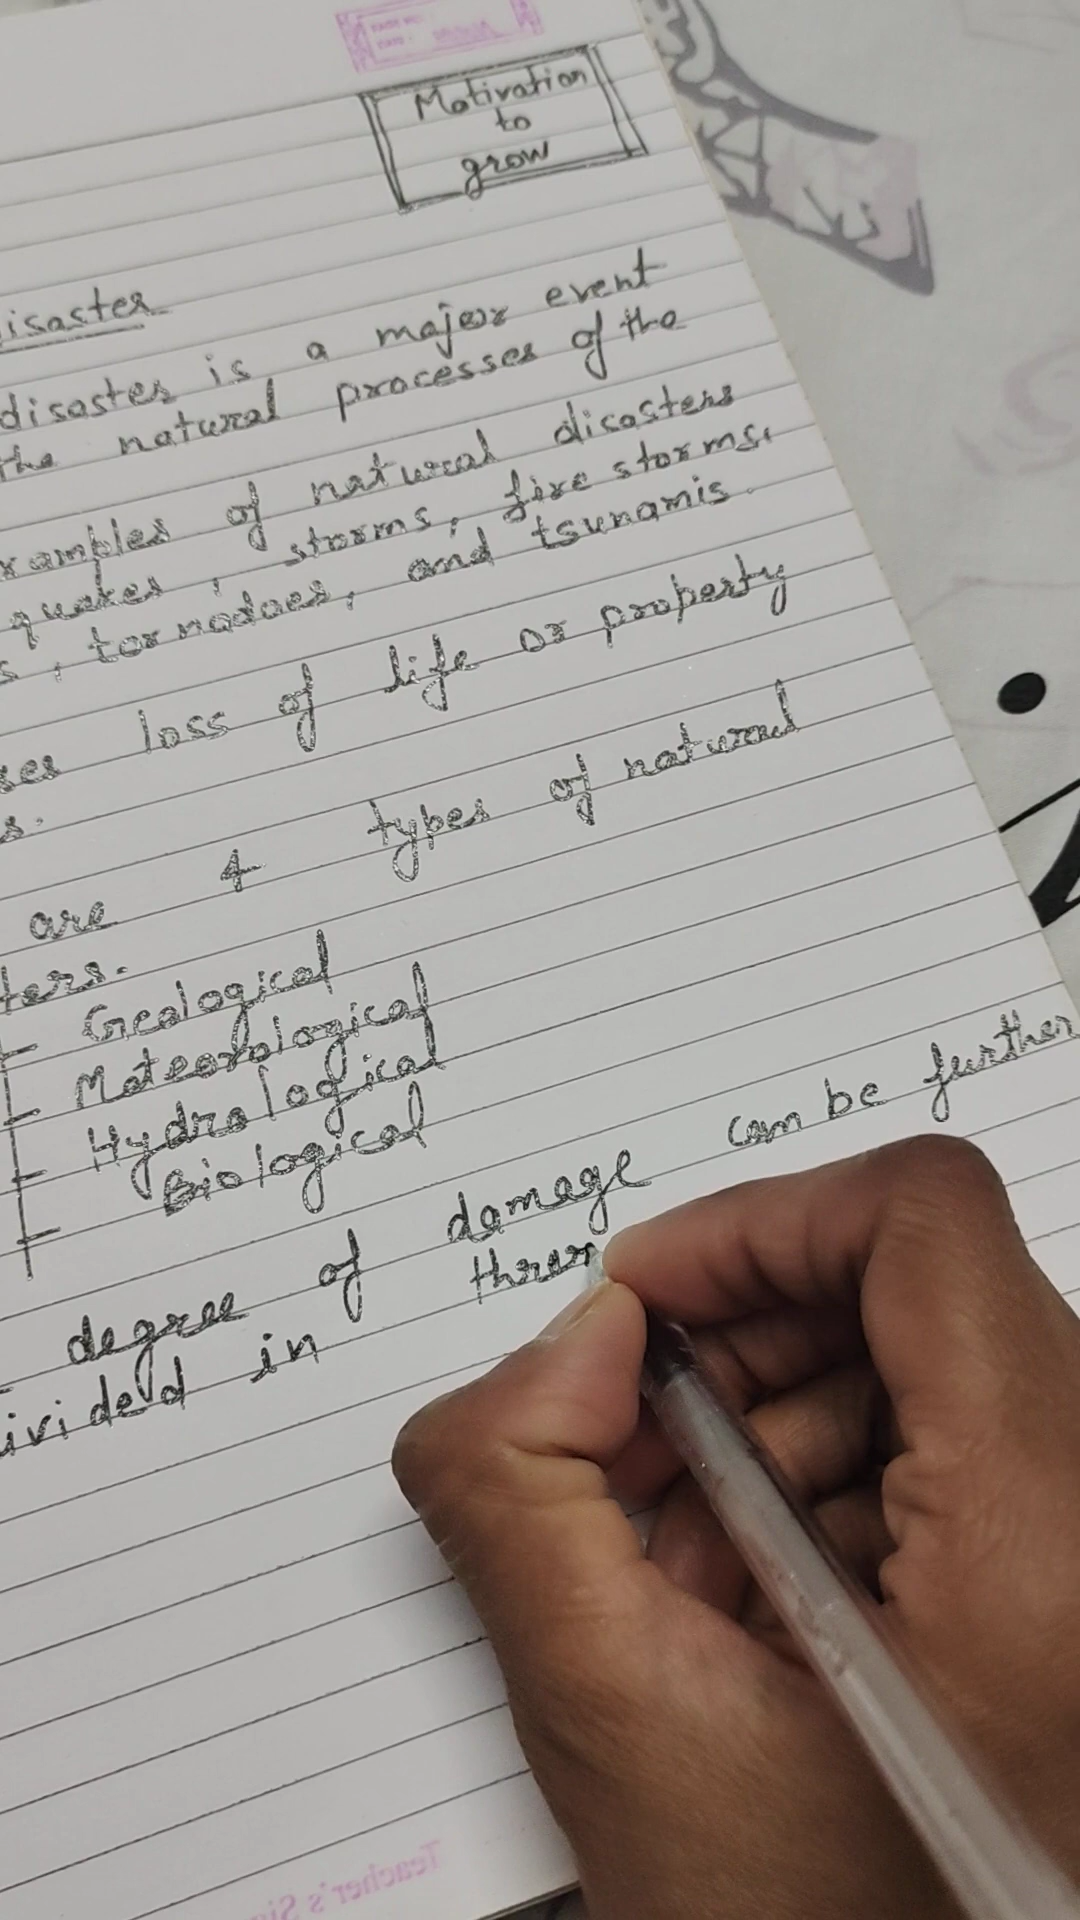 Motivation
to
grow
isaster
disaster is a major event
the natural processes of the
xamples of natural disasters
quakes, storms, fire storms,
s, tornadoes, and tsunamis.
ses loss of life or property
s.
are 4 types of natural
ters.
Geological
Meteorological
Hydrological
Biological
degree of damage can be further
ivided in
Teacher's Si